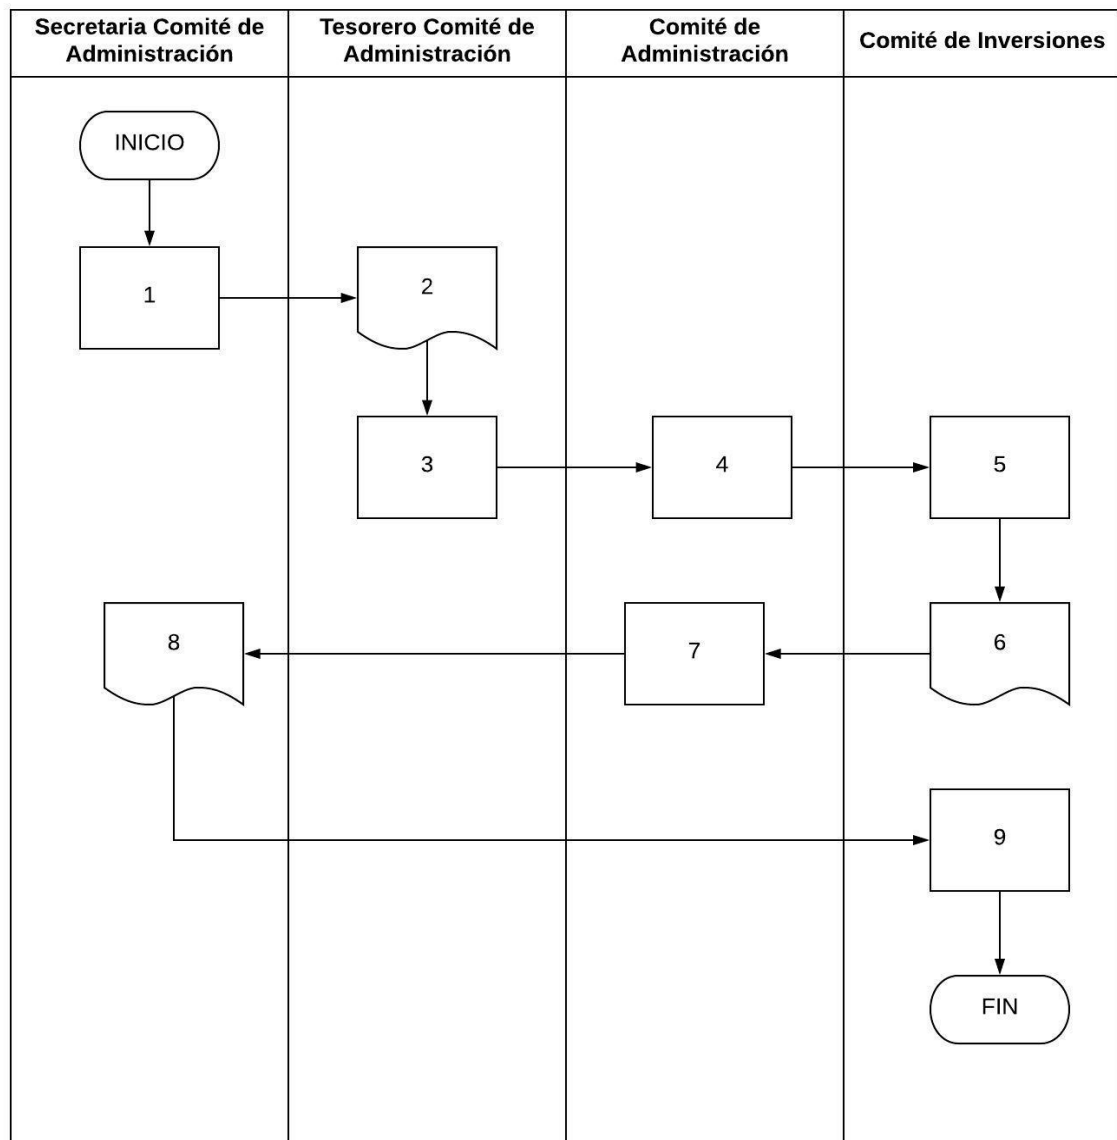 Secretaria Comité de
Administración
Tesorero Comité de
Administración
Comité de
Administración
Comité de Inversiones
INICIO
1
2
3
4
5
8
7
6
9
FIN